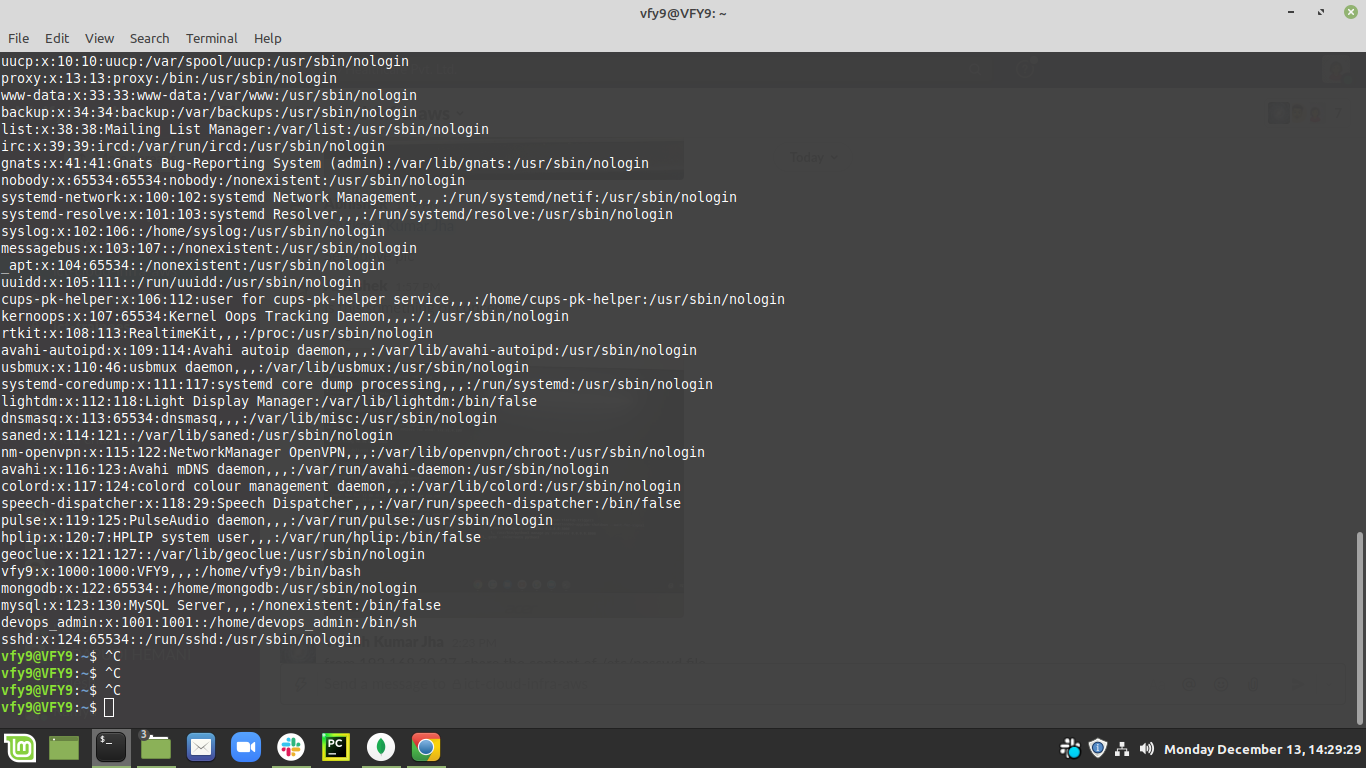 vfy9@VFY9: ~
File Edit View Search Terminal Help
uucp:x:10:10:uucp:/var/spool/uucp:/usr/sbin/nologin
proxy:x:13:13:proxy:/bin:/usr/sbin/nologin
www-data:x:33:33:www-data:/var/www:/usr/sbin/nologin
backup:x:34:34:backup:/var/backups:/usr/sbin/nologin
list:x:38:38:Mailing List Manager:/var/list:/usr/sbin/nologin
irc:x:39:39:ircd:/var/run/ircd:/usr/sbin/nologin
gnats:x:41:41:Gnats Bug-Reporting System (admin):/var/lib/gnats:/usr/sbin/nologin
nobody:x:65534:65534:nobody:/nonexistent:/usr/sbin/nologin
systemd-network:x:100:102:systemd Network Management,,,:/run/systemd/netif:/usr/sbin/nologin
systemd-resolve:x:101:103:systemd Resolver,,,:/run/systemd/resolve:/usr/sbin/nologin
syslog:x:102:106::/home/syslog:/usr/sbin/nologin
messagebus:x:103:107::/nonexistent:/usr/sbin/nologin
_apt:x:104:65534::/nonexistent:/usr/sbin/nologin
uuidd:x:105:111::/run/uuidd:/usr/sbin/nologin
cups-pk-helper:x:106:112:user for cups-pk-helper service,,,:/home/cups-pk-helper:/usr/sbin/nologin
kernoops:x:107:65534:Kernel Oops Tracking Daemon,,,:/:/usr/sbin/nologin
rtkit:x:108:113:RealtimeKit,,,:/proc:/usr/sbin/nologin
avahi-autoipd:x:109:114:Avahi autoip daemon,,,:/var/lib/avahi-autoipd:/usr/sbin/nologin
usbmux:x:110:46:usbmux daemon,,,:/var/lib/usbmux:/usr/sbin/nologin
systemd-coredump:x:111:117:systemd core dump processing,,,:/run/systemd:/usr/sbin/nologin
lightdm:x:112:118:Light Display Manager:/var/lib/lightdm:/bin/false
dnsmasq:x:113:65534:dnsmasq,,,:/var/lib/misc:/usr/sbin/nologin
saned:x:114:121::/var/lib/saned:/usr/sbin/nologin
nm-openvpn:x:115:122:NetworkManager OpenVPN,,,:/var/lib/openvpn/chroot:/usr/sbin/nologin
avahi:x:116:123:Avahi mDNS daemon,,,:/var/run/avahi-daemon:/usr/sbin/nologin
colord:x:117:124:colord colour management daemon,,,:/var/lib/colord:/usr/sbin/nologin
speech-dispatcher:x:118:29:Speech Dispatcher,,,:/var/run/speech-dispatcher:/bin/false
pulse:x:119:125:PulseAudio daemon,,,:/var/run/pulse:/usr/sbin/nologin
hplip:x:120:7:HPLIP system user,,,:/var/run/hplip:/bin/false
geoclue:x:121:127::/var/lib/geoclue:/usr/sbin/nologin
vfy9:x:1000:1000:VFY9,,,:/home/vfy9:/bin/bash
mongodb:x:122:65534::/home/mongodb:/usr/sbin/nologin
mysql:x:123:130:MySQL Server,,,:/nonexistent:/bin/false
devops_admin:x:1001:1001::/home/devops_admin:/bin/sh
sshd:x:124:65534::/run/sshd:/usr/sbin/nologin
vfy9@VFY9:~$ ^C
vfy9@VFY9:~$ ^C
vfy9@VFY9:~$ ^C
vfy9@VFY9:~$
Today
Kumar Jha
3
$_
PC
Monday December 13, 14:29:29